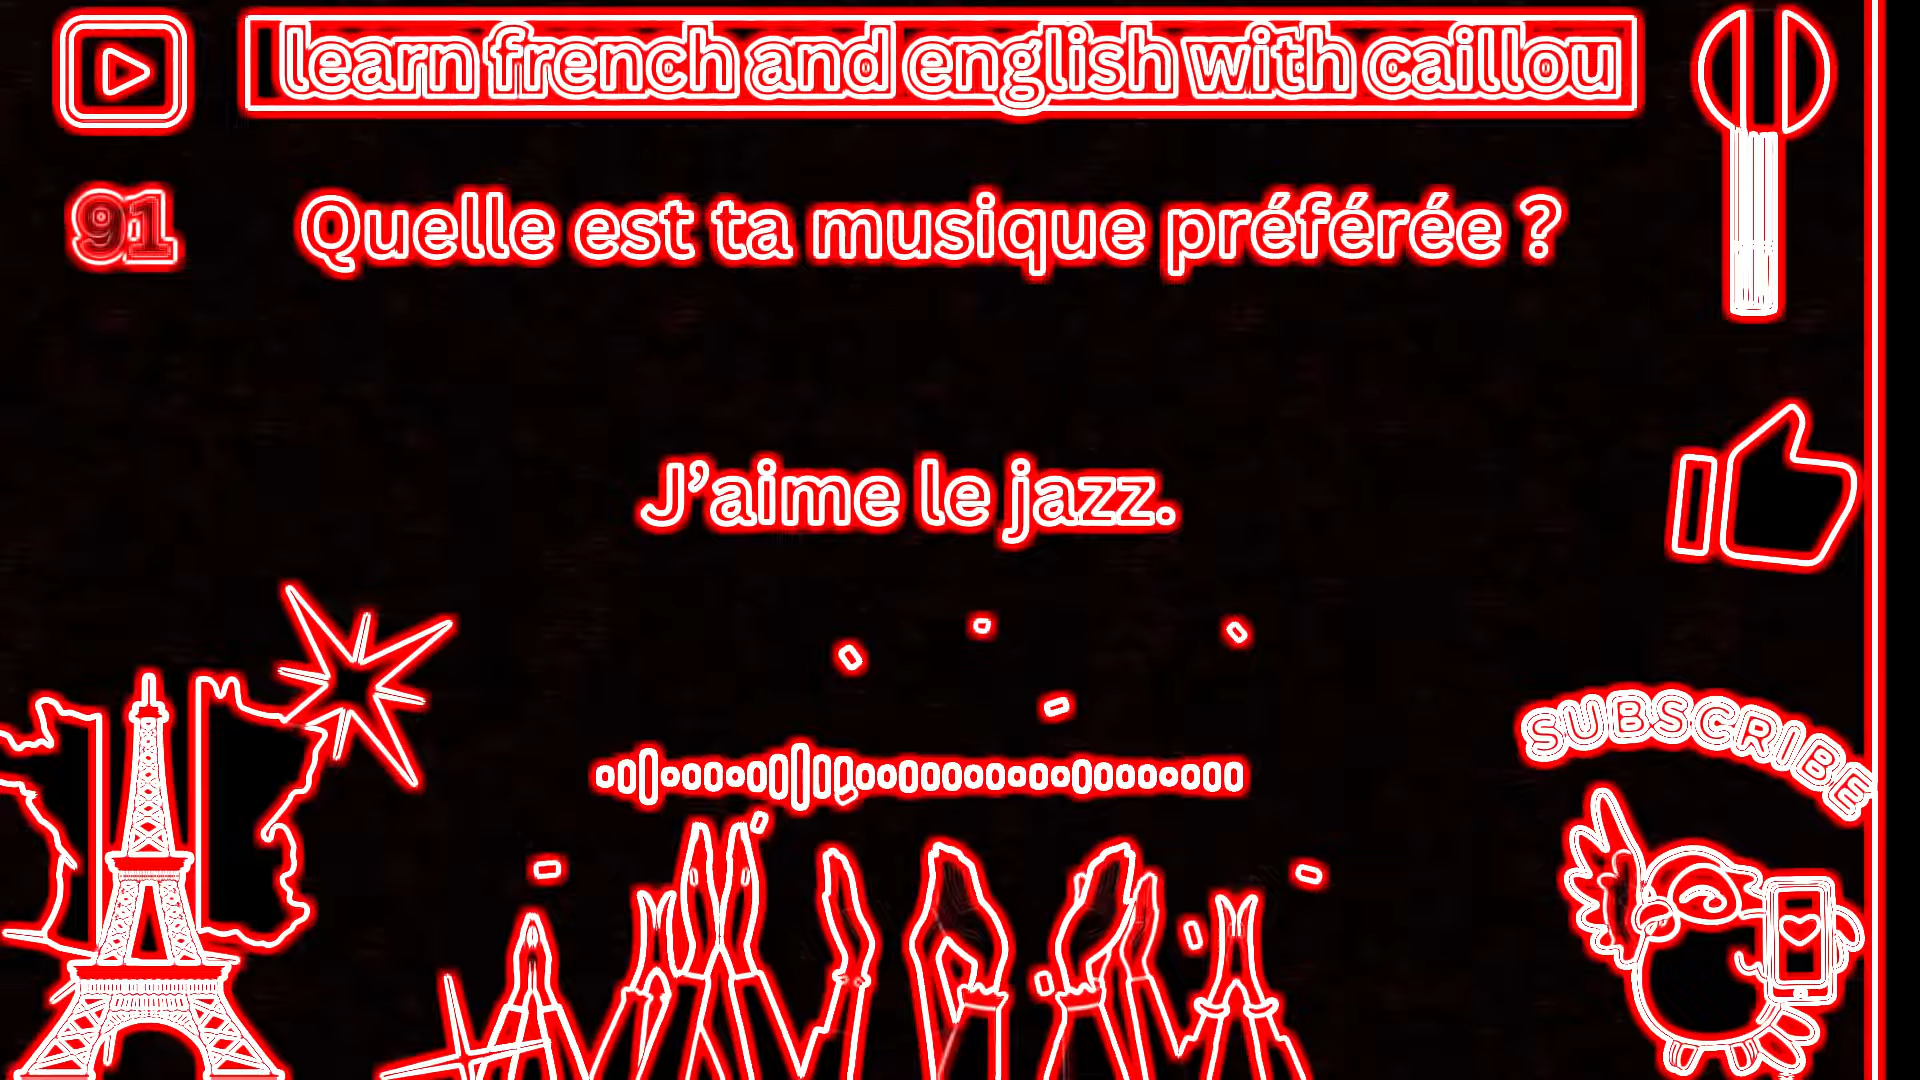 learn french and english with caillou
91 Quelle est ta musique préférée ?
J’aime le jazz.
SUBSCRIBE